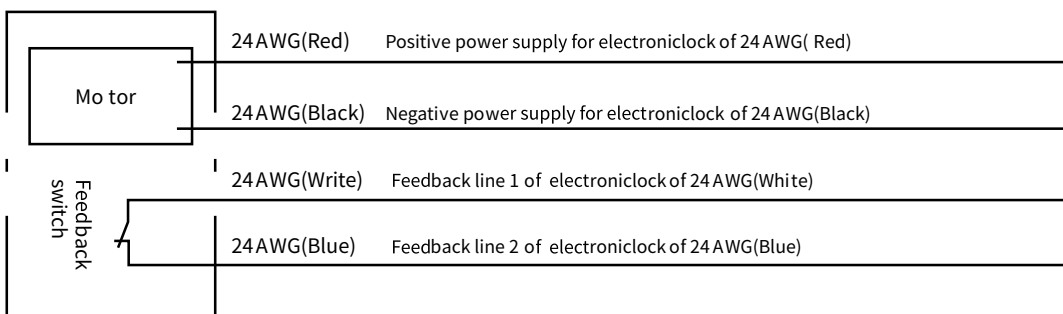 24AWG(Red) Positive power supply for electroniclock of 24AWG( Red)
Mo tor
24AWG(Black) Negative power supply for electroniclock of 24AWG(Black)
24AWG(Write) Feedback line 1 of electroniclock of 24AWG(White)
Feedback
switch
24AWG(Blue) Feedback line 2 of electroniclock of 24AWG(Blue)